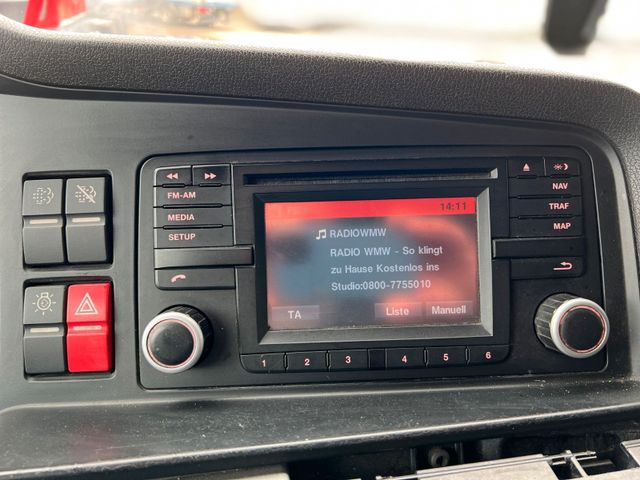 FM-AM
MEDIA
SETUP
14:11
RADIOWMW
RADIO WMW - So klingt
zu Hause Kostenlos ins
Studio:0800-7755010
TA
Liste
Manuell
NAV
TRAF
MAP
1 2 3 4 5 6